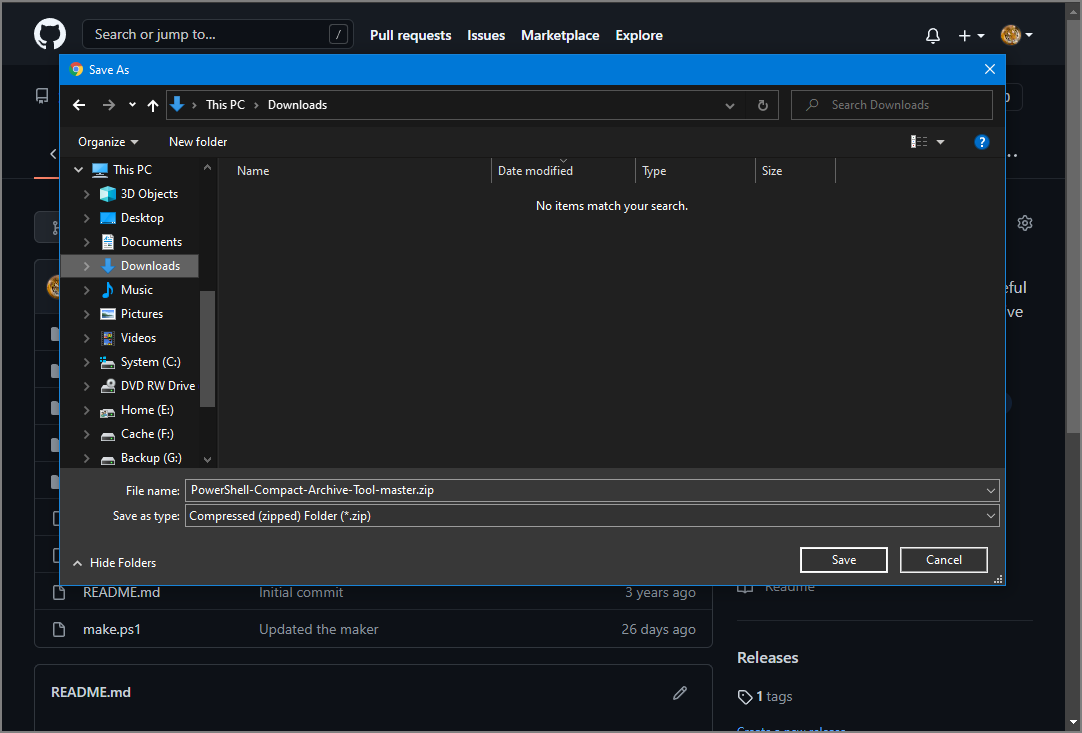 Search or jump to... /
Pull requests Issues Marketplace Explore
Save As
This PC Downloads
Search Downloads
Organize New folder
?
This PC
3D Objects
Desktop
Documents
Downloads
Music
Pictures
Videos
System (C:)
DVD RW Drive
Home (E:)
Cache (F:)
Backup (G:)
Name Date modified Type Size
No items match your search.
File name: PowerShell-Compact-Archive-Tool-master.zip
Save as type: Compressed (zipped) Folder (*.zip)
Hide Folders
Save Cancel
README.md Initial commit 3 years ago
make.ps1 Updated the maker 26 days ago
README.md
eful
ve
Readme
Releases
1 tags
Create a new release